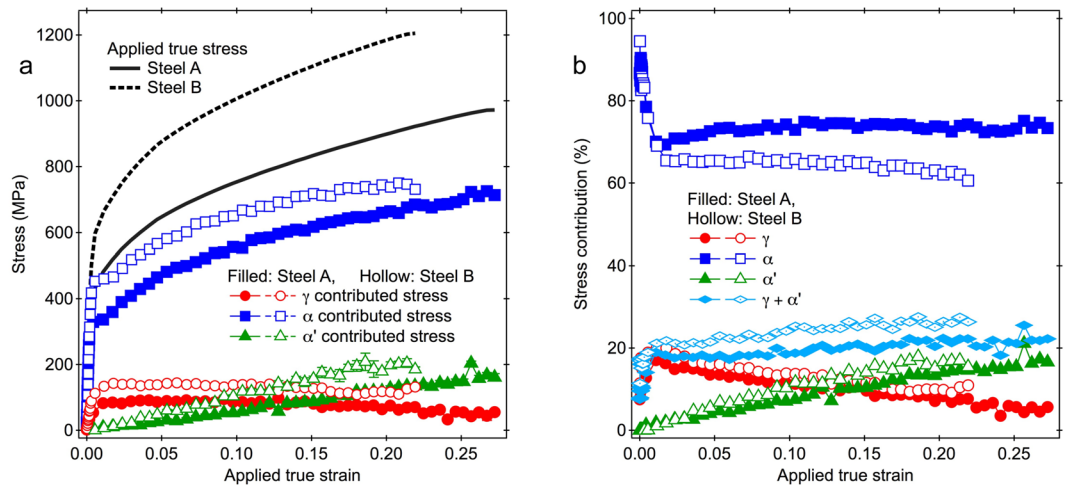 a
1200
1000
800
600
400
200
0
Stress (MPa)
Applied true stress
Steel A
Steel B
Filled: Steel A, Hollow: Steel B
γ contributed stress
α contributed stress
α' contributed stress
0.00 0.05 0.10 0.15 0.20 0.25
Applied true strain
b
100
80
60
40
20
0
Stress contribution (%)
Filled: Steel A,
Hollow: Steel B
γ
α
α'
γ + α'
0.00 0.05 0.10 0.15 0.20 0.25
Applied true strain